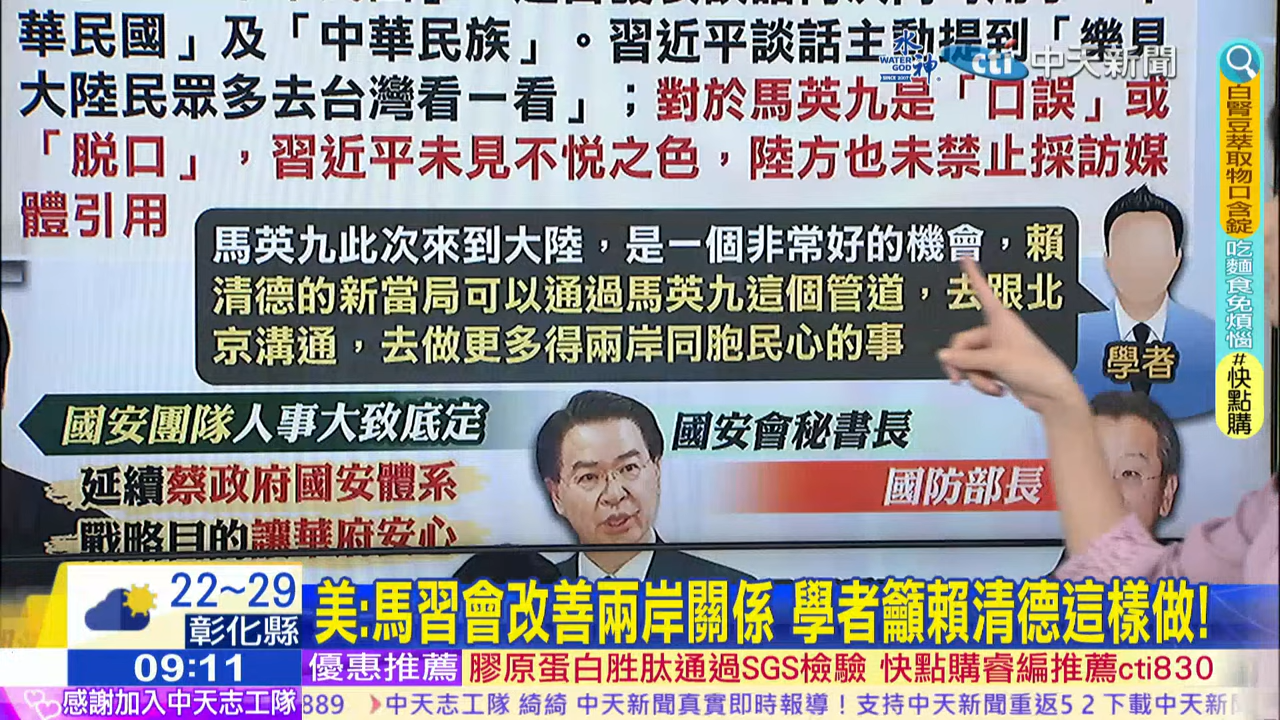 華民國」及「中華民族」。習近平談話主動提到「樂見
大陸民眾多去台灣看一看」；對於馬英九是「口誤」或
「脫口」，習近平未見不悅之色，陸方也未禁止採訪媒
體引用
水神
WATER GOD
SINCE 2007
cti 中天新聞
馬英九此次來到大陸，是一個非常好的機會，賴
清德的新當局可以通過馬英九這個管道，去跟北
京溝通，去做更多得兩岸同胞民心的事
學者
國安團隊人事大致底定
延續蔡政府國安體系
戰略目的讓華府安心
國安會秘書長
國防部長
白腎豆萃取物口含錠
吃麵食免煩惱
#快點購
22~29
彰化縣
09:11
美:馬習會改善兩岸關係 學者籲賴清德這樣做!
優惠推薦 膠原蛋白胜肽通過SGS檢驗 快點購睿編推薦cti830
感謝加入中天志工隊 889 》中天志工隊 綺綺 中天新聞真實即時報導！支持中天新聞重返5 2 下載中天新